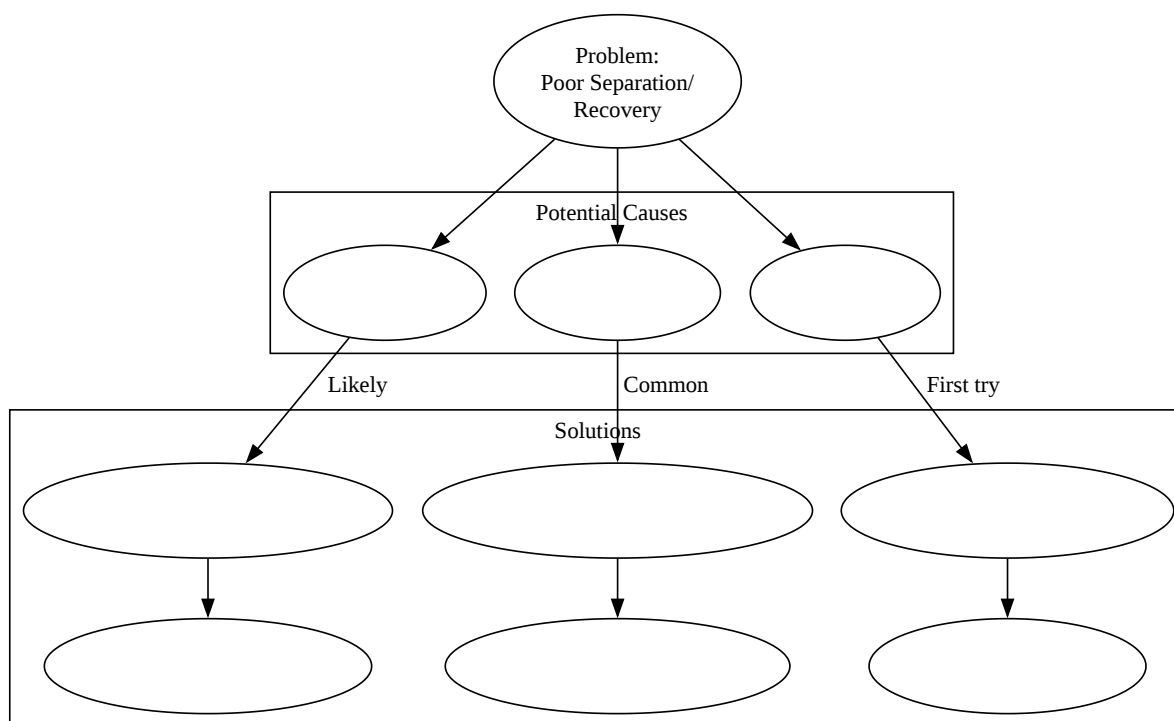 Problem:
Poor Separation/
Recovery
Potential Causes
Likely
Common
First try
Solutions